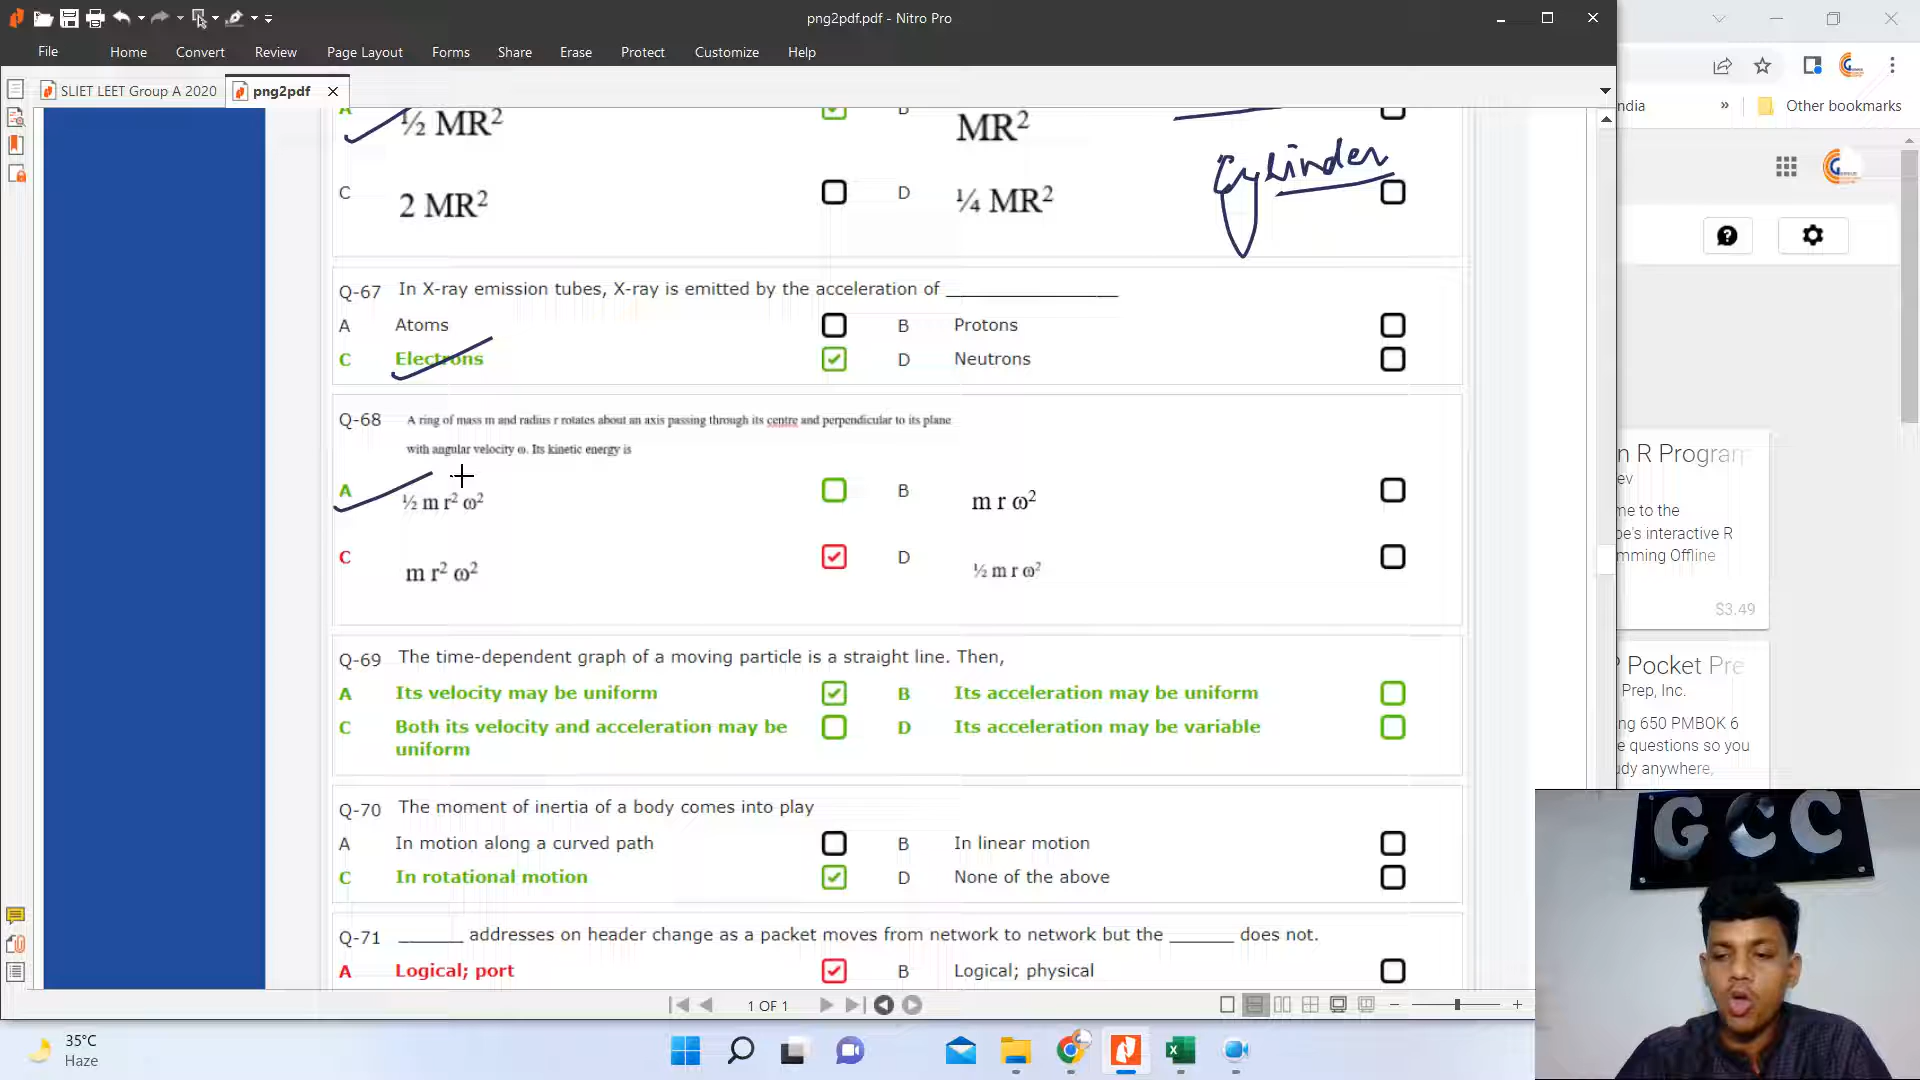 png2pdf.pdf - Nitro Pro
File Home Convert Review Page Layout Forms Share Erase Protect Customize Help
SLIET LEET Group A 2020 png2pdf
ndia » Other bookmarks
A ½ MR² B MR²
Cylinder
C 2 MR² D ¼ MR²
Q-67 In X-ray emission tubes, X-ray is emitted by the acceleration of ____________________
A Atoms B Protons
C Electrons D Neutrons
Q-68 A ring of mass m and radius r rotates about an axis passing through its centre and perpendicular to its plane
with angular velocity ω. Its kinetic energy is
A ½ m r² ω² B m r ω²
C m r² ω² D ½ m r ω²
Q-69 The time-dependent graph of a moving particle is a straight line. Then,
A Its velocity may be uniform B Its acceleration may be uniform
C Both its velocity and acceleration may be D Its acceleration may be variable
uniform
Q-70 The moment of inertia of a body comes into play
A In motion along a curved path B In linear motion
C In rotational motion D None of the above
Q-71 _______ addresses on header change as a packet moves from network to network but the _______ does not.
A Logical; port B Logical; physical
1 OF 1
n R Program
ev
me to the
be's interactive R
mming Offline
$3.49
P Pocket Pre
Prep, Inc.
ng 650 PMBOK 6
e questions so you
udy anywhere,
GCC
35°C
Haze